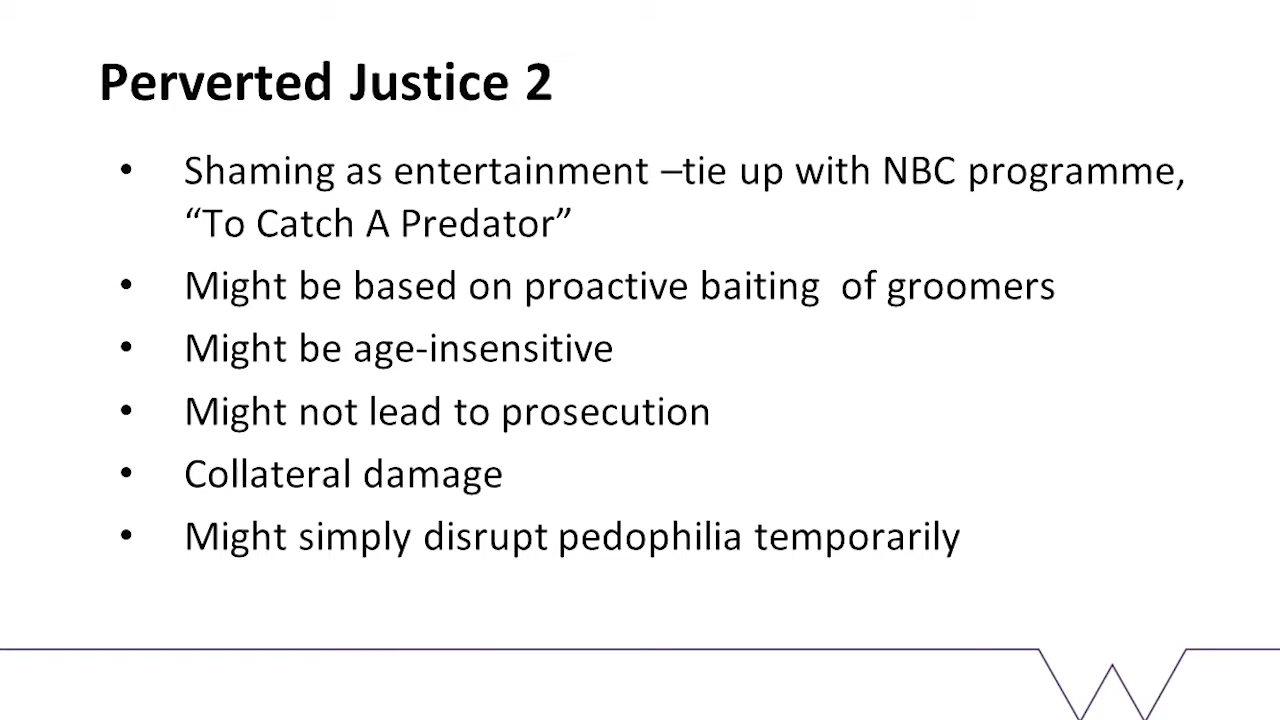 Perverted Justice 2
• Shaming as entertainment –tie up with NBC programme,
“To Catch A Predator”
• Might be based on proactive baiting  of groomers
• Might be age-insensitive
• Might not lead to prosecution
• Collateral damage
• Might simply disrupt pedophilia temporarily